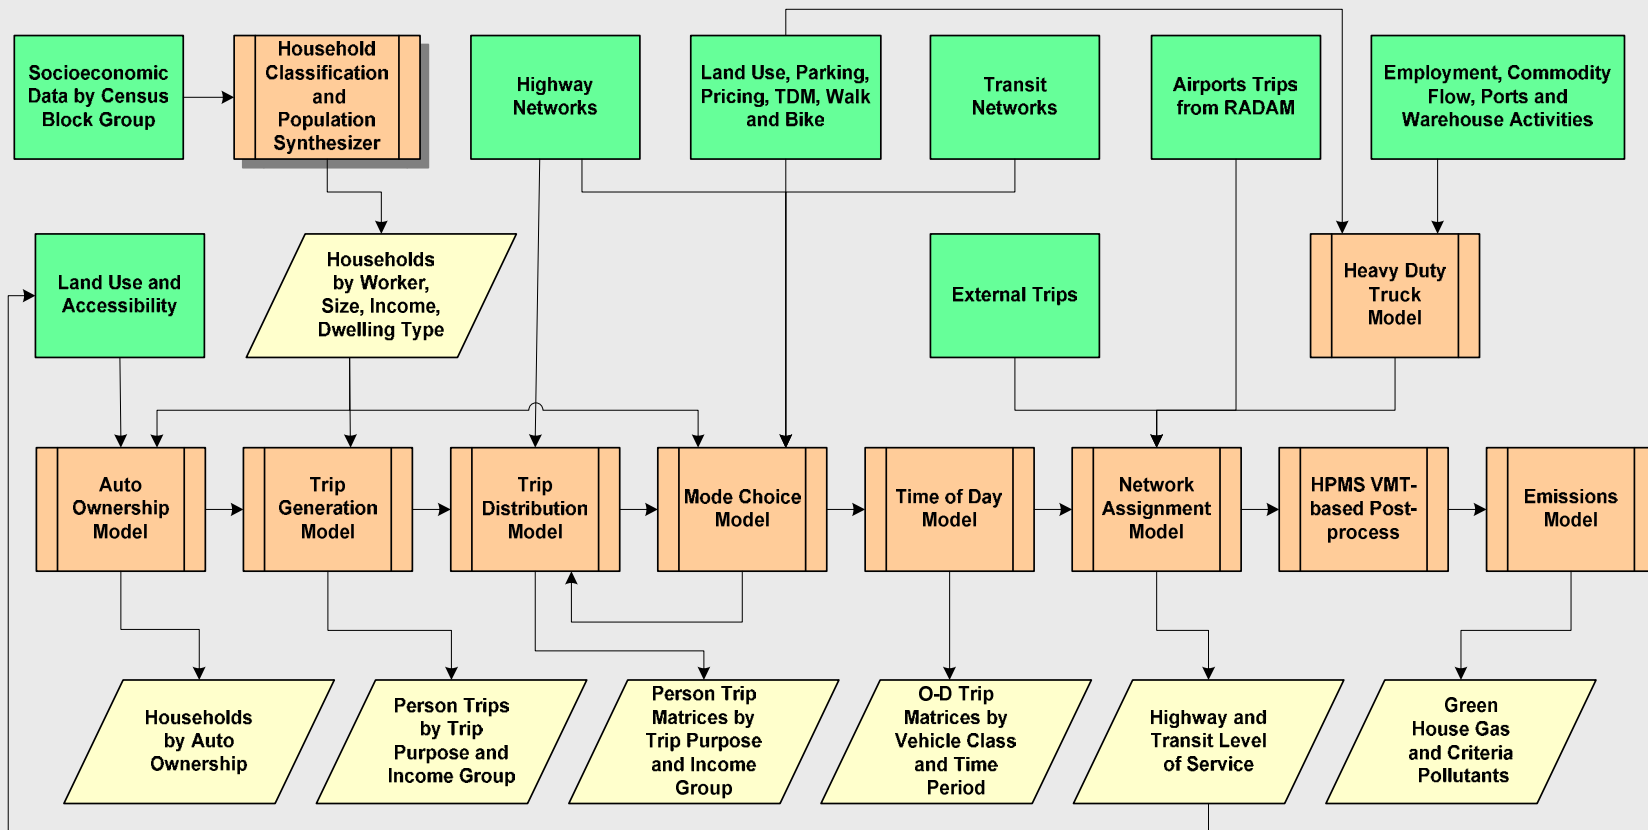 Socioeconomic
Data by Census
Block Group
Household
Classification
and
Population
Synthesizer
Highway
Networks
Land Use, Parking,
Pricing, TDM, Walk
and Bike
Transit
Networks
Airports Trips
from RADAM
Employment, Commodity
Flow, Ports and
Warehouse Activities
Land Use and
Accessibility
Households
by Worker,
Size, Income,
Dwelling Type
External Trips
Heavy Duty
Truck
Model
Auto
Ownership
Model
Trip
Generation
Model
Trip
Distribution
Model
Mode Choice
Model
Time of Day
Model
Network
Assignment
Model
HPMS VMT-
based Post-
process
Emissions
Model
Households
by Auto
Ownership
Person Trips
by Trip
Purpose and
Income Group
Person Trip
Matrices by
Trip Purpose
and Income
Group
O-D Trip
Matrices by
Vehicle Class
and Time
Period
Highway and
Transit Level
of Service
Green
House Gas
and Criteria
Pollutants